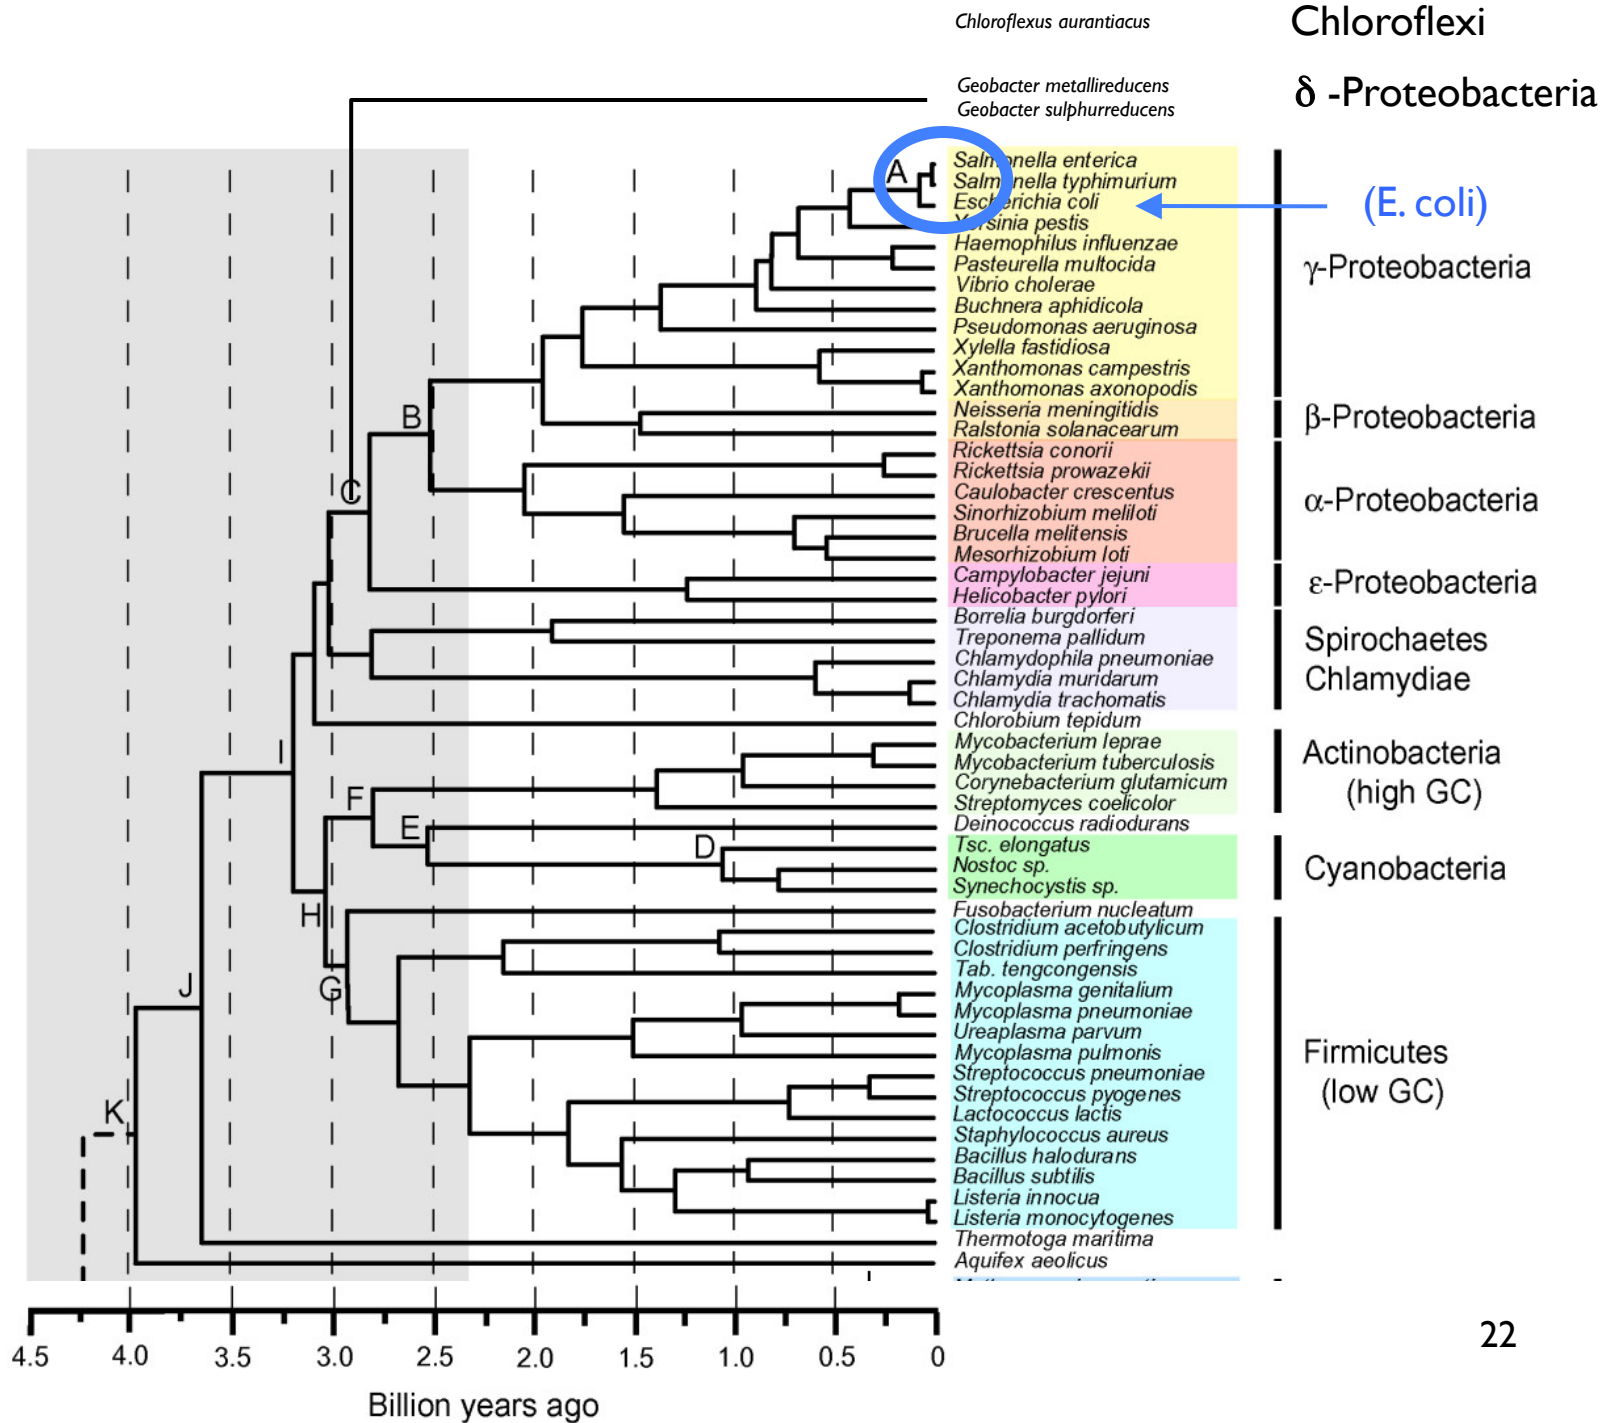 Chloroflexus aurantiacus
Chloroflexi
Geobacter metallireducens
Geobacter sulphurreducens
δ -Proteobacteria
A
Salmonella enterica
Salmonella typhimurium
Escherichia coli
(E. coli)
Yersinia pestis
Haemophilus influenzae
Pasteurella multocida
γ-Proteobacteria
Vibrio cholerae
Buchnera aphidicola
Pseudomonas aeruginosa
Xylella fastidiosa
Xanthomonas campestris
Xanthomonas axonopodis
B
Neisseria meningitidis
Ralstonia solanacearum
β-Proteobacteria
Rickettsia conorii
Rickettsia prowazekii
C
Caulobacter crescentus
Sinorhizobium meliloti
Brucella melitensis
Mesorhizobium loti
α-Proteobacteria
Campylobacter jejuni
Helicobacter pylori
ε-Proteobacteria
Borrelia burgdorferi
Treponema pallidum
Chlamydophila pneumoniae
Chlamydia muridarum
Chlamydia trachomatis
Spirochaetes
Chlamydiae
Chlorobium tepidum
I
Mycobacterium leprae
Mycobacterium tuberculosis
Corynebacterium glutamicum
Streptomyces coelicolor
Actinobacteria
(high GC)
F
E
Deinococcus radiodurans
D
Tsc. elongatus
Nostoc sp.
Synechocystis sp.
Cyanobacteria
H
Fusobacterium nucleatum
Clostridium acetobutylicum
Clostridium perfringens
Tab. tengcongensis
J
G
Mycoplasma genitalium
Mycoplasma pneumoniae
Ureaplasma parvum
Mycoplasma pulmonis
Streptococcus pneumoniae
Streptococcus pyogenes
Lactococcus lactis
Firmicutes
(low GC)
K
Staphylococcus aureus
Bacillus halodurans
Bacillus subtilis
Listeria innocua
Listeria monocytogenes
Thermotoga maritima
Aquifex aeolicus
4.5 4.0 3.5 3.0 2.5 2.0 1.5 1.0 0.5 0
Billion years ago
22